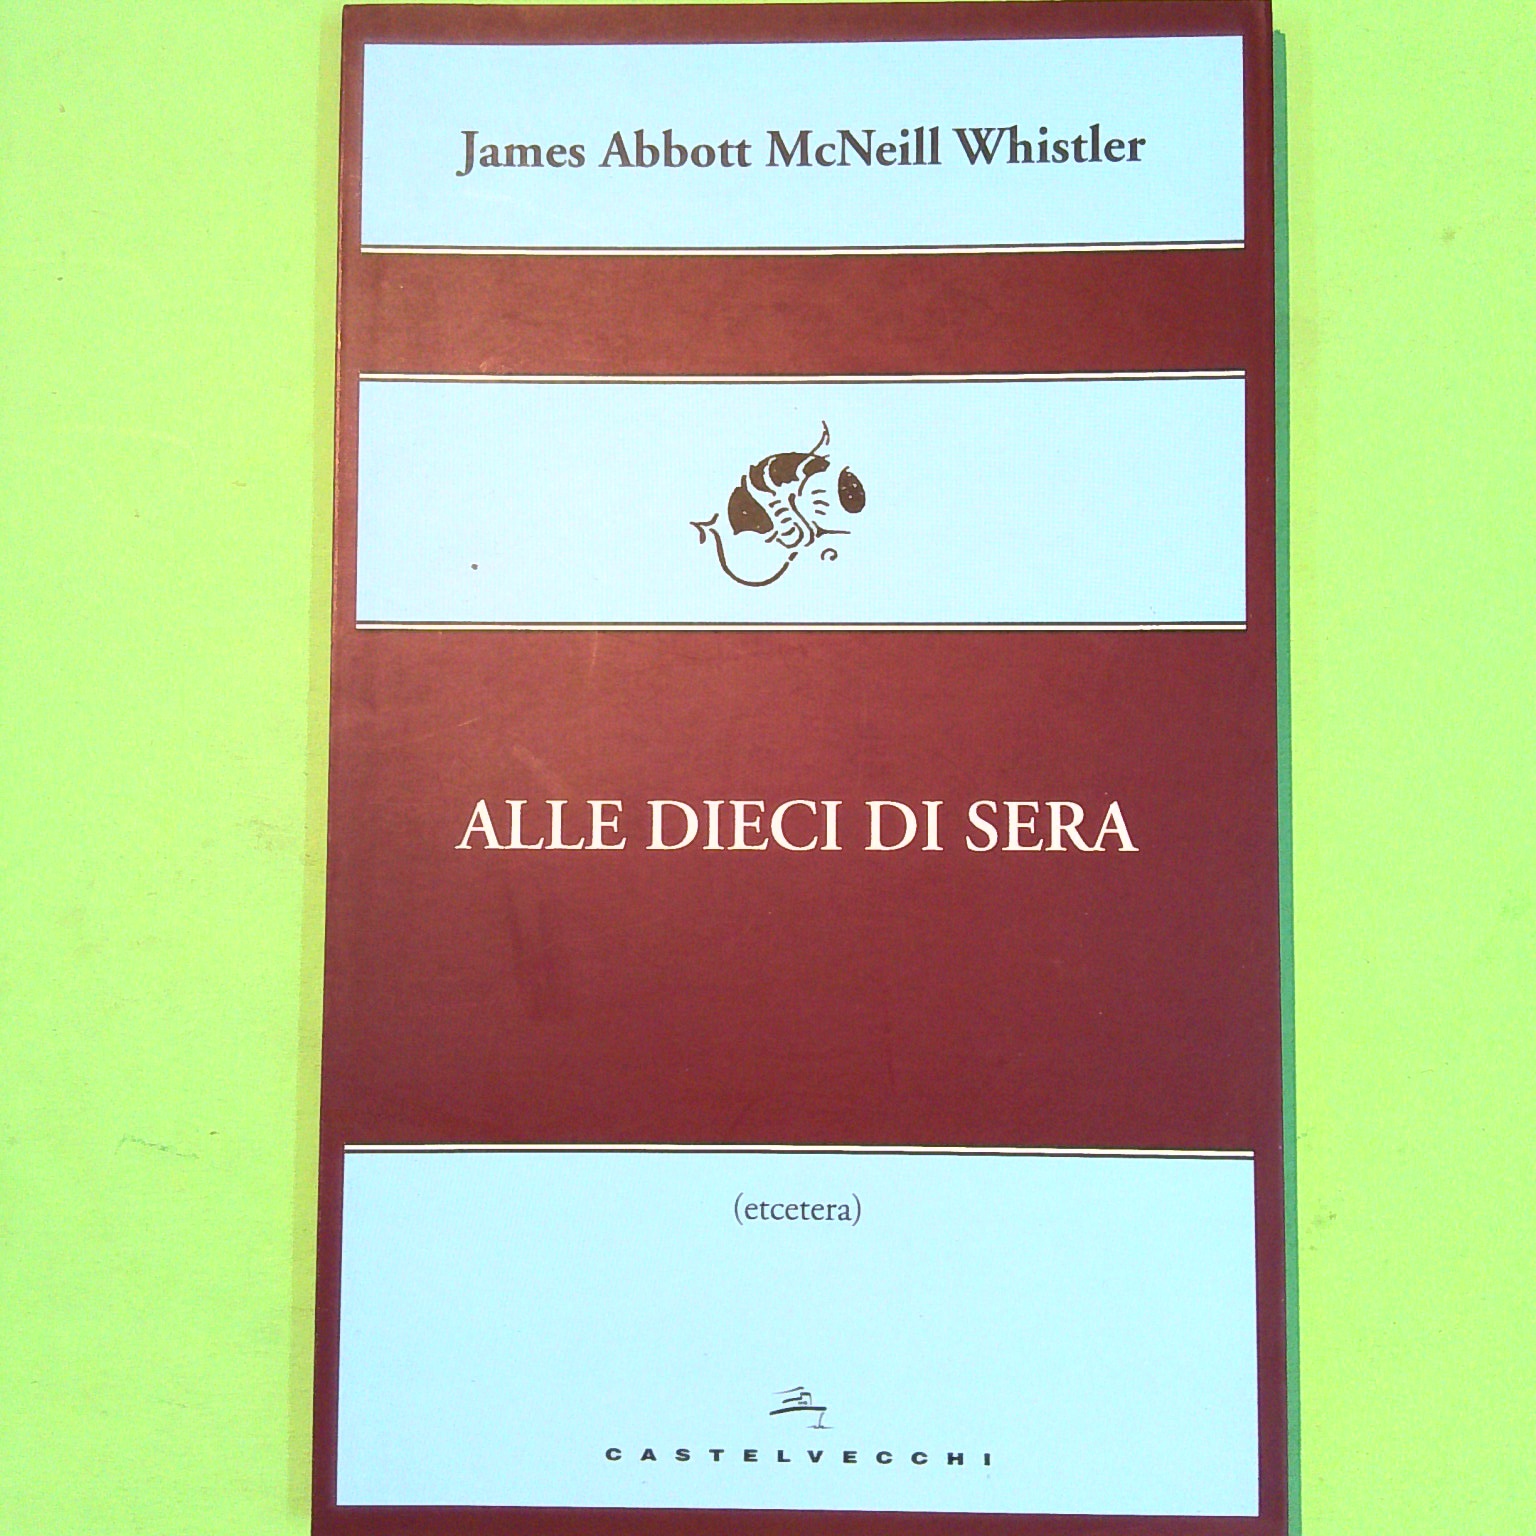 James Abbott McNeill Whistler
ALLE DIECI DI SERA
(etcetera)
CASTELVECCHI